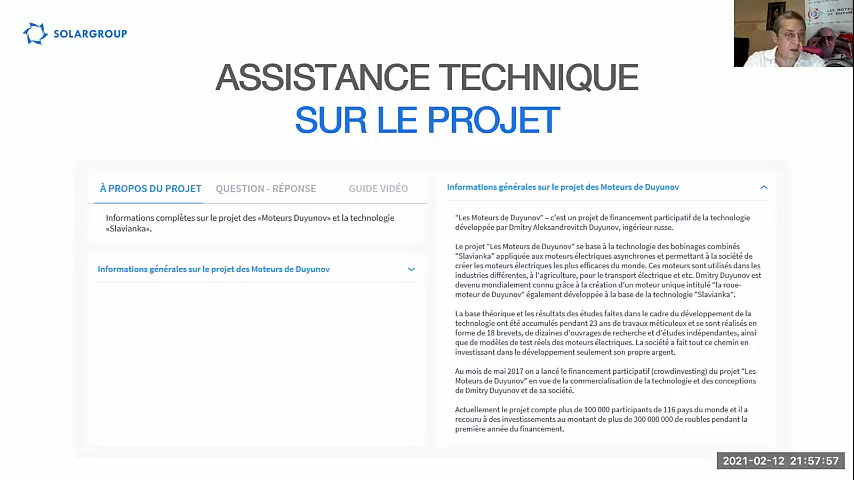 SOLARGROUP
LES MOTEURS
DE DUYUNOV
ASSISTANCE TECHNIQUE
SUR LE PROJET
À PROPOS DU PROJET
QUESTION - RÉPONSE
GUIDE VIDÉO
Informations complètes sur le projet des «Moteurs Duyunov» et la technologie
«Slavianka».
Informations générales sur le projet des Moteurs de Duyunov
Informations générales sur le projet des Moteurs de Duyunov
"Les Moteurs de Duyunov" – c'est un projet de financement participatif de la technologie
développée par Dmitry Aleksandrovitch Duyunov, ingérieur russe.
Le projet "Les Moteurs de Duyunov" se base à la technologie des bobinages combinés
"Slavianka" appliquée aux moteurs électriques asynchrones et permettant à la société de
créer les moteurs électriques les plus efficaces du monde. Ces moteurs sont utilisés dans les
industries différentes, à l'agriculture, pour le transport électrique et etc. Dmitry Duyunov est
devenu mondialement connu grâce à la création d'un moteur unique intitulé "la roue-
moteur de Duyunov" également développée à la base de la technologie "Slavianka".
La base théorique et les résultats des études faites dans le cadre du développement de la
technologie ont été accumulés pendant 23 ans de travaux méticuleux et se sont réalisés en
forme de 18 brevets, de dizaines d'ouvrages de recherche et d'études indépendantes, ainsi
que de modèles de test réels des moteurs électriques. La société a fait tout ce chemin en
investissant dans le développement seulement son propre argent.
Au mois de mai 2017 on a lancé le financement participatif (crowdinvesting) du projet "Les
Moteurs de Duyunov" en vue de la commercialisation de la technologie et des conceptions
de Dmitry Duyunov et de sa société.
Actuellement le projet compte plus de 100 000 participants de 116 pays du monde et il a
recouru à des investissements au montant de plus de 300 000 000 de roubles pendant la
première année du financement.
2021-02-12 21:57:57